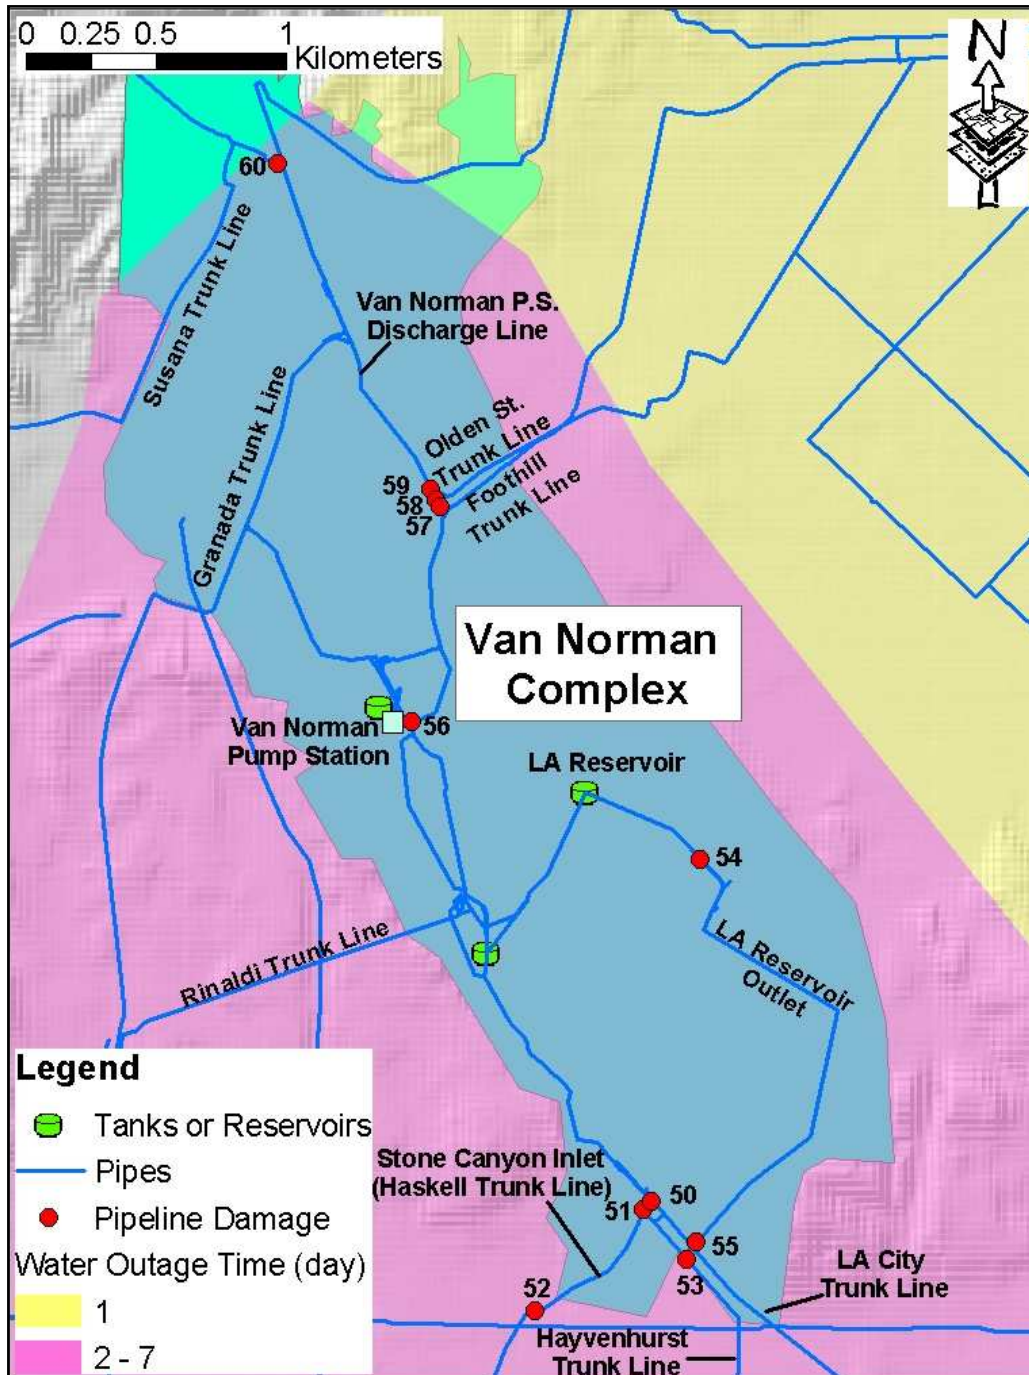 0 0.25 0.5 1
Kilometers
N
60
Susana Trunk Line
Van Norman P.S.
Discharge Line
Granada Trunk Line
Olden St.
Trunk Line
Foothill
Trunk Line
59
58
57
Van Norman
Complex
Van Norman
Pump Station
56
LA Reservoir
54
LA Reservoir
Outlet
Rinaldi Trunk Line
Stone Canyon Inlet
(Haskell Trunk Line)
50
51
55
53
52
LA City
Trunk Line
Hayvenhurst
Trunk Line
Legend
Tanks or Reservoirs
Pipes
Pipeline Damage
Water Outage Time (day)
1
2 - 7